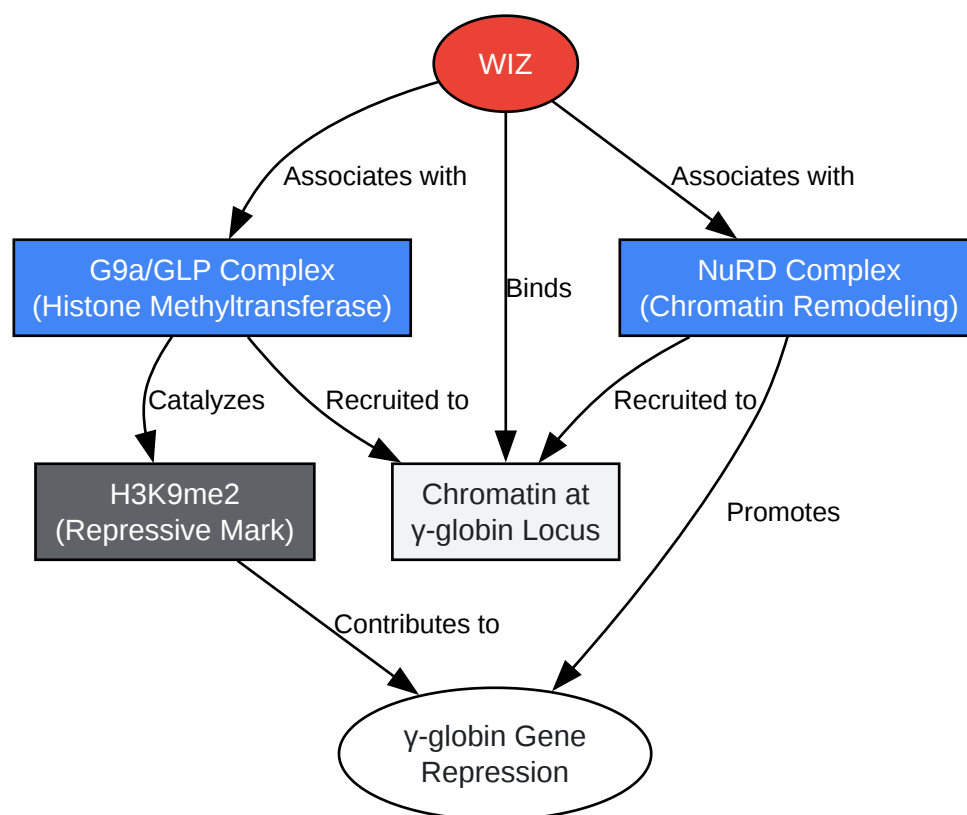 WIZ
Associates with
Associates with
G9a/GLP Complex
(Histone Methyltransferase)
NuRD Complex
(Chromatin Remodeling)
Binds
Catalyzes
Recruited to
Recruited to
H3K9me2
(Repressive Mark)
Chromatin at
γ-globin Locus
Promotes
Contributes to
γ-globin Gene
Repression